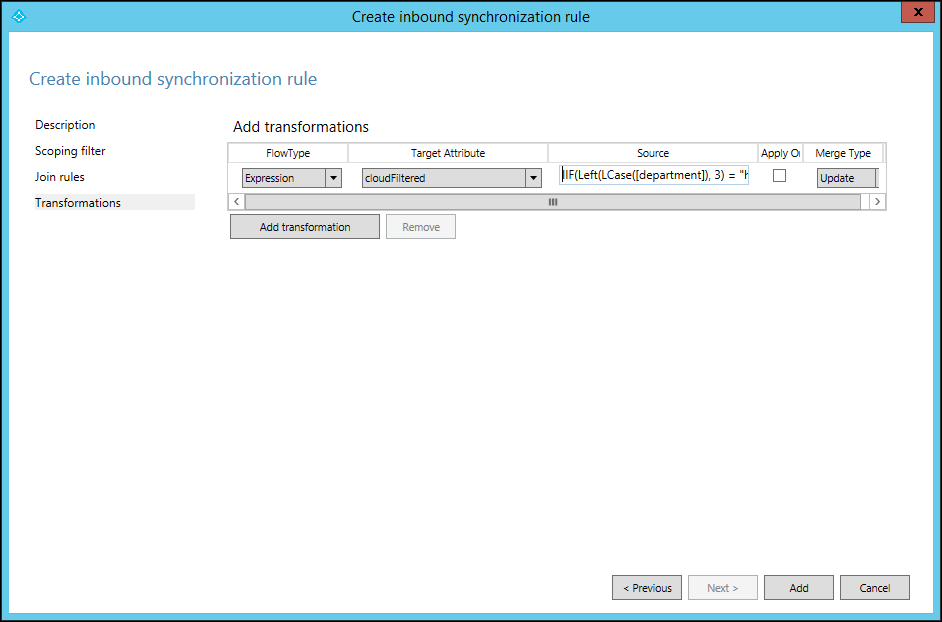 Create inbound synchronization rule
X
Create inbound synchronization rule
Description
Scoping filter
Join rules
Transformations
Add transformations
FlowType Target Attribute Source Apply Merge Type
Expression cloudFiltered IIF(Left(LCase([department]), 3) = " Update
Add transformation Remove
< Previous Next > Add Cancel